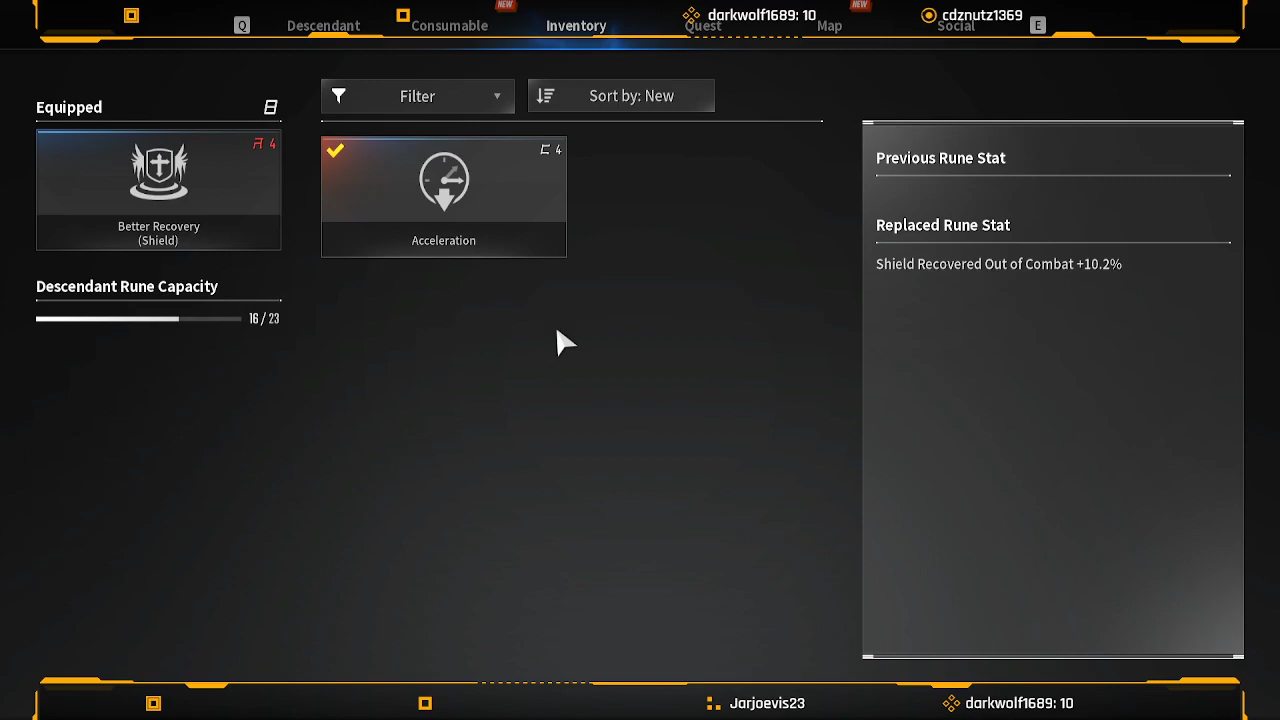 darkwolf1689: 10
cdznutz1369
Q
Descendant
Consumable
NEW
Inventory
Quest
Map
NEW
Social
E
Equipped
4
Better Recovery
(Shield)
Descendant Rune Capacity
16 / 23
Filter
Sort by: New
4
Acceleration
Previous Rune Stat
Replaced Rune Stat
Shield Recovered Out of Combat +10.2%
Jarjoevis23
darkwolf1689: 10